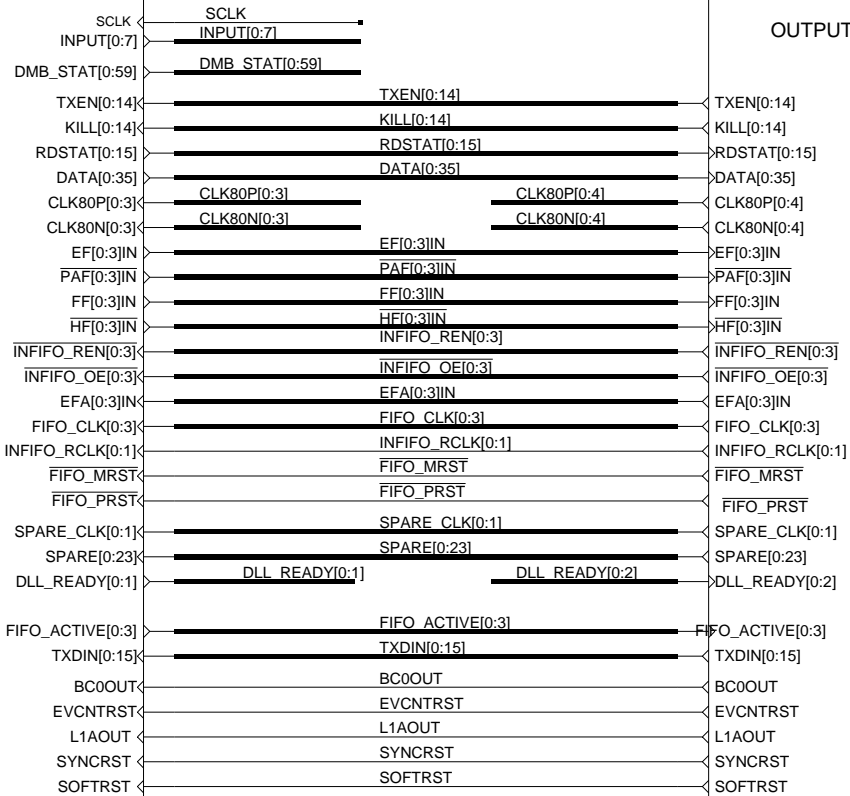 SCLK SCLK
INPUT[0:7] INPUT[0:7] OUTPUT
DMB_STAT[0:59] DMB_STAT[0:59]
TXEN[0:14] TXEN[0:14] TXEN[0:14]
KILL[0:14] KILL[0:14] KILL[0:14]
RDSTAT[0:15] RDSTAT[0:15] RDSTAT[0:15]
DATA[0:35] DATA[0:35] DATA[0:35]
CLK80P[0:3] CLK80P[0:3] CLK80P[0:4] CLK80P[0:4]
CLK80N[0:3] CLK80N[0:3] CLK80N[0:4] CLK80N[0:4]
EF[0:3]IN EF[0:3]IN EF[0:3]IN
PAF[0:3]IN PAF[0:3]IN PAF[0:3]IN
FF[0:3]IN FF[0:3]IN FF[0:3]IN
HF[0:3]IN HF[0:3]IN HF[0:3]IN
INFIFO_REN[0:3] INFIFO_REN[0:3] INFIFO_REN[0:3]
INFIFO_OE[0:3] INFIFO_OE[0:3] INFIFO_OE[0:3]
EFA[0:3]IN EFA[0:3]IN EFA[0:3]IN
FIFO_CLK[0:3] FIFO_CLK[0:3] FIFO_CLK[0:3]
INFIFO_RCLK[0:1] INFIFO_RCLK[0:1] INFIFO_RCLK[0:1]
FIFO_MRST FIFO_MRST FIFO_MRST
FIFO_PRST FIFO_PRST FIFO_PRST
SPARE_CLK[0:1] SPARE_CLK[0:1] SPARE_CLK[0:1]
SPARE[0:23] SPARE[0:23] SPARE[0:23]
DLL_READY[0:1] DLL_READY[0:1] DLL_READY[0:2] DLL_READY[0:2]
FIFO_ACTIVE[0:3] FIFO_ACTIVE[0:3] FIFO_ACTIVE[0:3]
TXDIN[0:15] TXDIN[0:15] TXDIN[0:15]
BC0OUT BC0OUT BC0OUT
EVCNTRST EVCNTRST EVCNTRST
L1AOUT L1AOUT L1AOUT
SYNCRST SYNCRST SYNCRST
SOFTRST SOFTRST SOFTRST